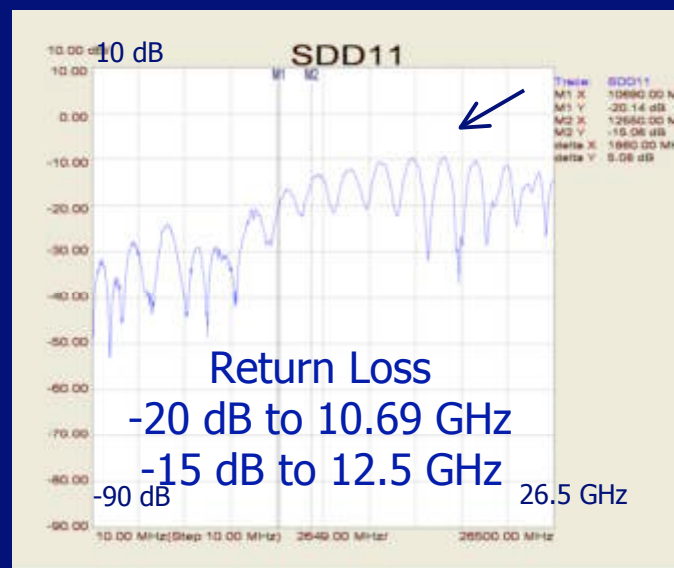 10.00 dB
10 dB
SDD11
10.00
M1 M2
0.00
-10.00
-20.00
-30.00
-40.00
-50.00
-60.00
-70.00
-80.00
-90.00
Trace: SDD11
M1 X 10690.00 M
M1 Y -20.14 dB
M2 X 12550.00 M
M2 Y -15.06 dB
delta X 1860.00 MH
delta Y 5.08 dB
Return Loss
-20 dB to 10.69 GHz
-15 dB to 12.5 GHz
-90 dB
26.5 GHz
10.00 MHz(Step 10.00 MHz)
2649.00 MHz/
26500.00 MHz